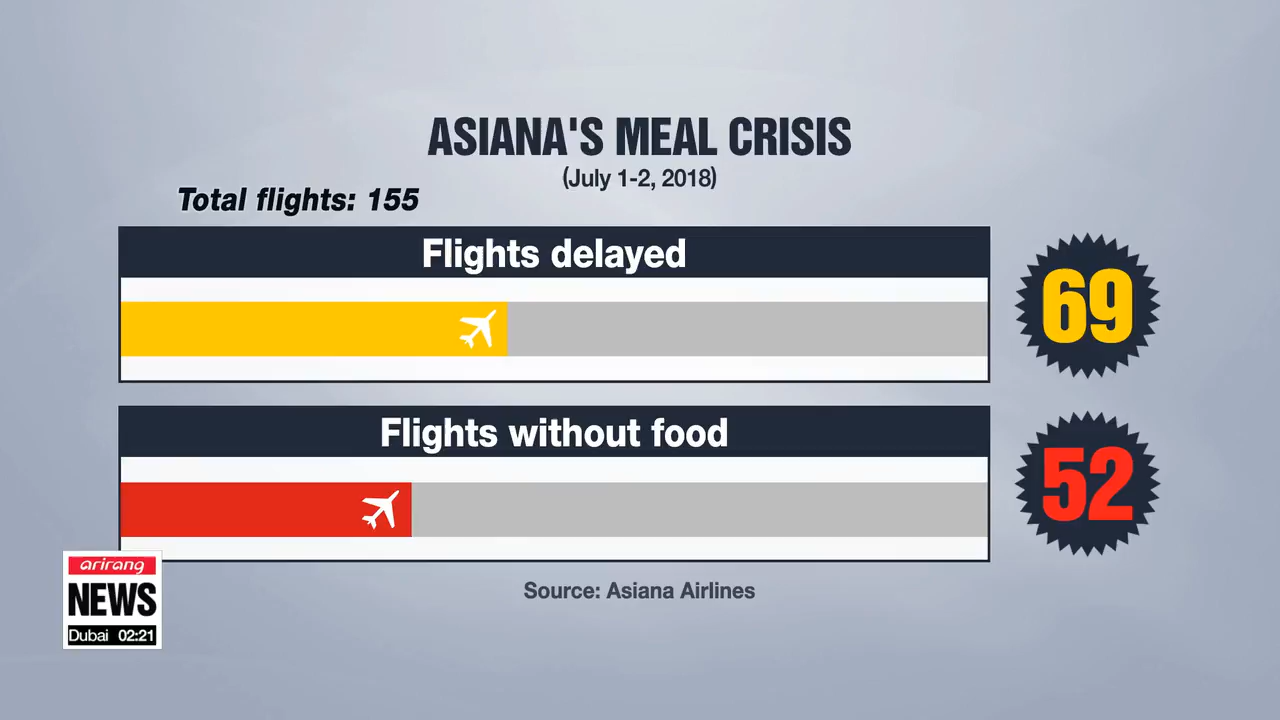 ASIANA'S MEAL CRISIS
(July 1-2, 2018)
Total flights: 155
Flights delayed
69
Flights without food
52
Source: Asiana Airlines
arirang
NEWS
Dubai 02:21